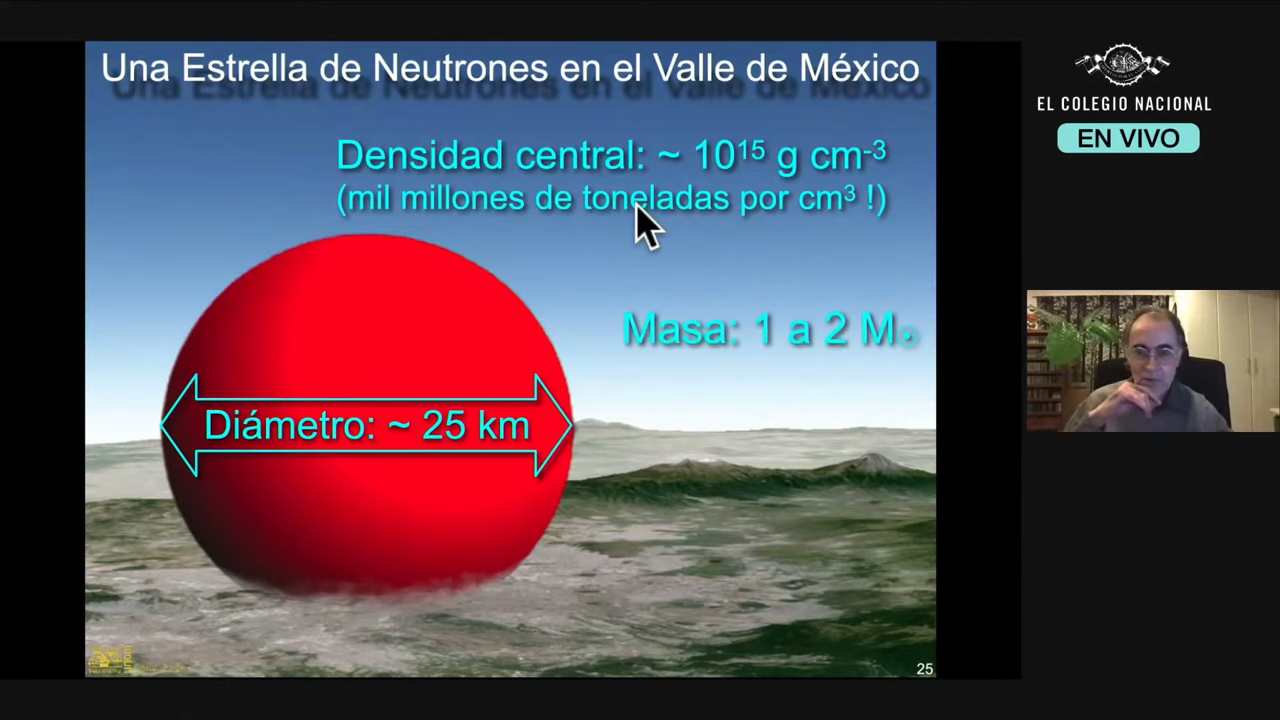 Una Estrella de Neutrones en el Valle de México
Densidad central: ~ 10¹⁵ g cm⁻³
(mil millones de toneladas por cm³ !)
Masa: 1 a 2 M☉
Diámetro: ~ 25 km
25
EL COLEGIO NACIONAL
EN VIVO